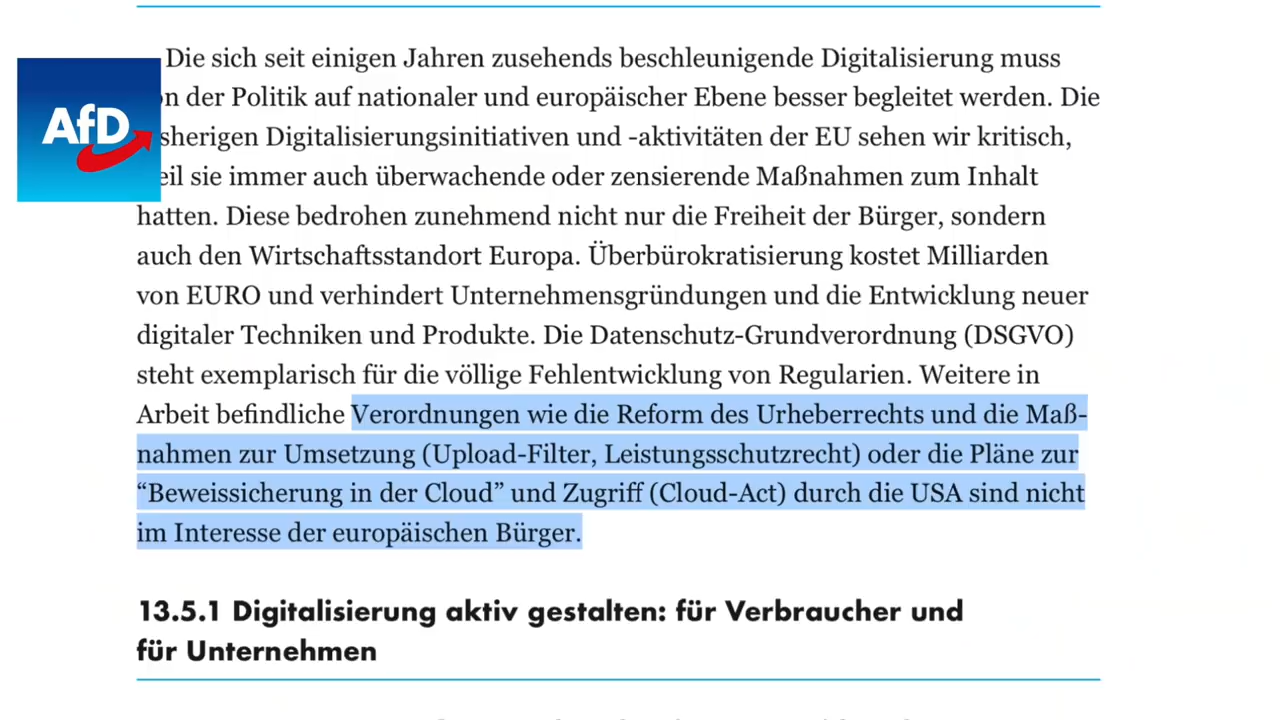 Die sich seit einigen Jahren zusehends beschleunigende Digitalisierung muss
der Politik auf nationaler und europäischer Ebene besser begleitet werden. Die
AfD
Digitalisierungsinitiativen und -aktivitäten der EU sehen wir kritisch,
sie immer auch überwachende oder zensierende Maßnahmen zum Inhalt
hatten. Diese bedrohen zunehmend nicht nur die Freiheit der Bürger, sondern
auch den Wirtschaftsstandort Europa. Überbürokratisierung kostet Milliarden
von EURO und verhindert Unternehmensgründungen und die Entwicklung neuer
digitaler Techniken und Produkte. Die Datenschutz-Grundverordnung (DSGVO)
steht exemplarisch für die völlige Fehlentwicklung von Regularien. Weitere in
Arbeit befindliche Verordnungen wie die Reform des Urheberrechts und die Maß-
nahmen zur Umsetzung (Upload-Filter, Leistungsschutzrecht) oder die Pläne zur
“Beweissicherung in der Cloud” und Zugriff (Cloud-Act) durch die USA sind nicht
im Interesse der europäischen Bürger.
13.5.1 Digitalisierung aktiv gestalten: für Verbraucher und
für Unternehmen